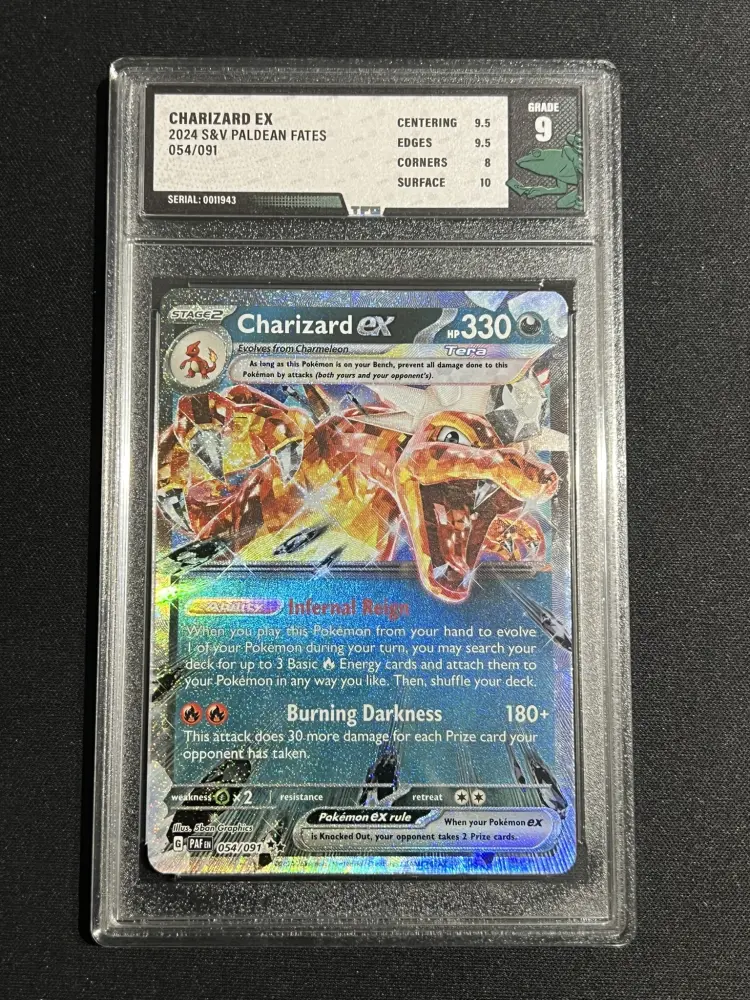 CHARIZARD EX
2024 S&V PALDEAN FATES
054/091
CENTERING 9.5
EDGES 9.5
CORNERS 8
SURFACE 10
GRADE
9
SERIAL: 0011943
STAGE2
Charizard ex
HP330
Evolves from Charmeleon
Tera
As long as this Pokémon is on your Bench, prevent all damage done to this
Pokémon by attacks (both yours and your opponent's).
Ability Infernal Reign
When you play this Pokémon from your hand to evolve
1 of your Pokémon during your turn, you may search your
deck for up to 3 Basic Energy cards and attach them to
your Pokémon in any way you like. Then, shuffle your deck.
Burning Darkness 180+
This attack does 30 more damage for each Prize card your
opponent has taken.
weakness ×2 resistance retreat
Illus. 5ban Graphics
Pokémon ex rule When your Pokémon ex
is Knocked Out, your opponent takes 2 Prize cards.
G PAF EN 054/091